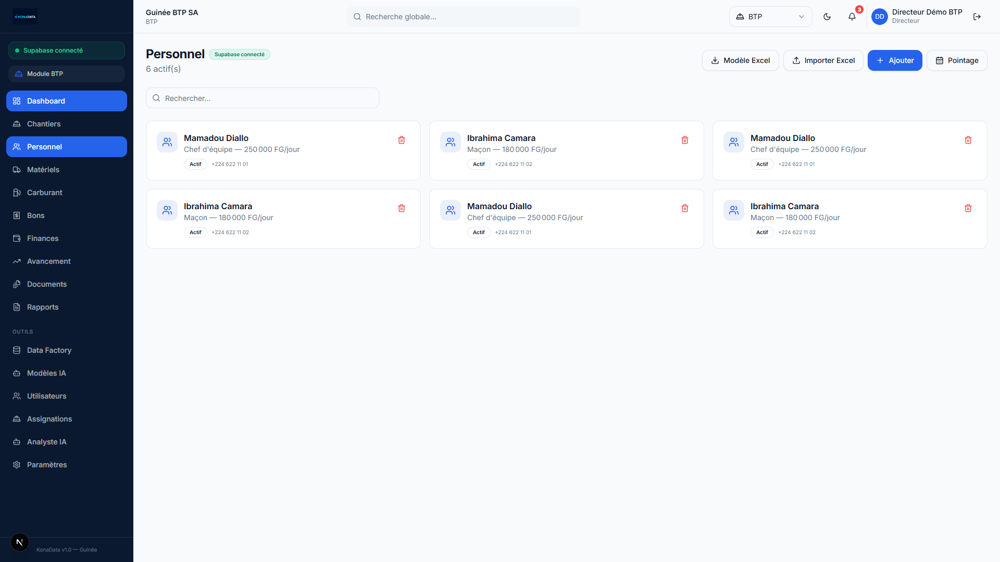 KONADATA
Guinée BTP SA
BTP
Recherche globale...
BTP
3
DD
Directeur Démo BTP
Directeur
Supabase connecté
Module BTP
Dashboard
Chantiers
Personnel
Matériels
Carburant
Bons
Finances
Avancement
Documents
Rapports
OUTILS
Data Factory
Modèles IA
Utilisateurs
Assignations
Analyste IA
Paramètres
N
KonaData v1.0 — Guinée
Personnel
Supabase connecté
6 actif(s)
Modèle Excel
Importer Excel
Ajouter
Pointage
Rechercher...
Mamadou Diallo
Chef d'équipe — 250 000 FG/jour
Actif +224 622 11 01
Ibrahima Camara
Maçon — 180 000 FG/jour
Actif +224 622 11 02
Mamadou Diallo
Chef d'équipe — 250 000 FG/jour
Actif +224 622 11 01
Ibrahima Camara
Maçon — 180 000 FG/jour
Actif +224 622 11 02
Mamadou Diallo
Chef d'équipe — 250 000 FG/jour
Actif +224 622 11 01
Ibrahima Camara
Maçon — 180 000 FG/jour
Actif +224 622 11 02